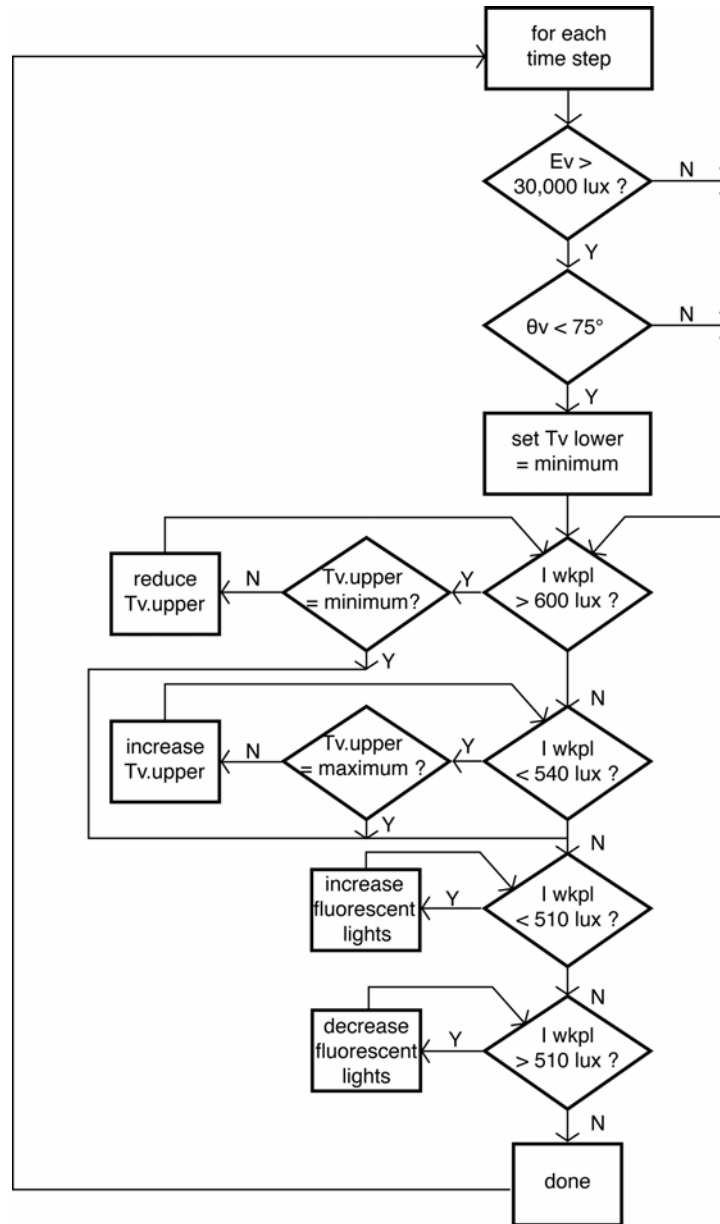 for each
time step
Ev >
30,000 lux ?
N
Y
θv < 75°
N
Y
set Tv lower
= minimum
reduce
Tv.upper
N
Tv.upper
= minimum?
Y
I wkpl
> 600 lux ?
Y
N
increase
Tv.upper
N
Tv.upper
= maximum ?
Y
I wkpl
< 540 lux ?
Y
N
increase
fluorescent
lights
Y
I wkpl
< 510 lux ?
N
decrease
fluorescent
lights
Y
I wkpl
> 510 lux ?
N
done